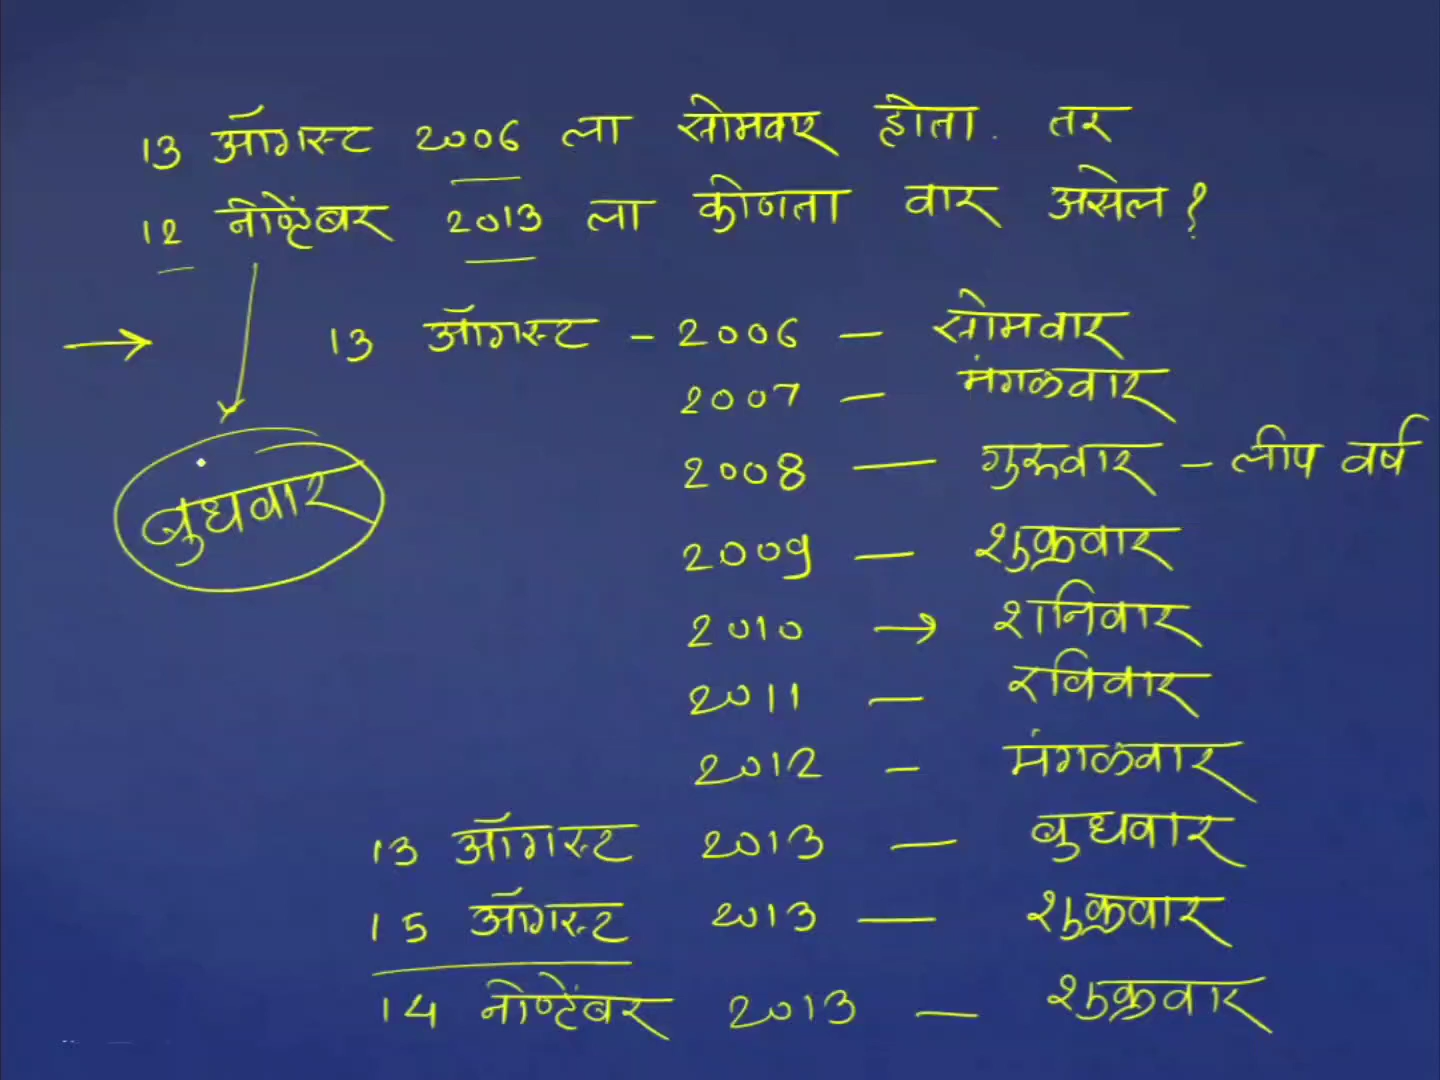 13 ऑगस्ट 2006 ला सोमवार होता. तर
12 नोव्हेंबर 2013 ला कोणता वार असेल?
→ 13 ऑगस्ट - 2006 - सोमवार
2007 - मंगळवार
2008 - गुरुवार - लीप वर्ष
बुधवार
2009 - शुक्रवार
2010 → शनिवार
2011 - रविवार
2012 - मंगळवार
13 ऑगस्ट 2013 - बुधवार
15 ऑगस्ट 2013 - शुक्रवार
14 नोव्हेंबर 2013 - शुक्रवार